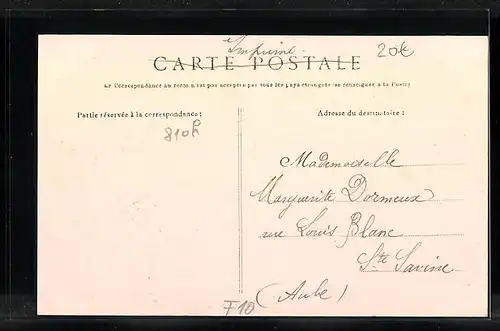 Imprimé
20€
CARTE POSTALE
La Correspondance au recto n'est pas acceptée par tous les pays étrangers (se renseigner à la Poste)
Partie réservée à la correspondance:
Adresse du destinataire:
Mademoiselle
Marguerite Dormeux
rue Louis Blanc
Ste Savine
(Aube)
F10